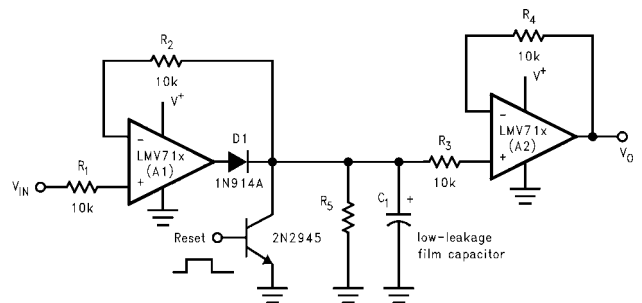 R2
10k
V+
−
LMV71x
(A1)
+
D1
1N914A
VIN
R1
10k
Reset
2N2945
R5
C1
+
low-leakage
film capacitor
R3
10k
R4
10k
V+
−
LMV71x
(A2)
+
VO